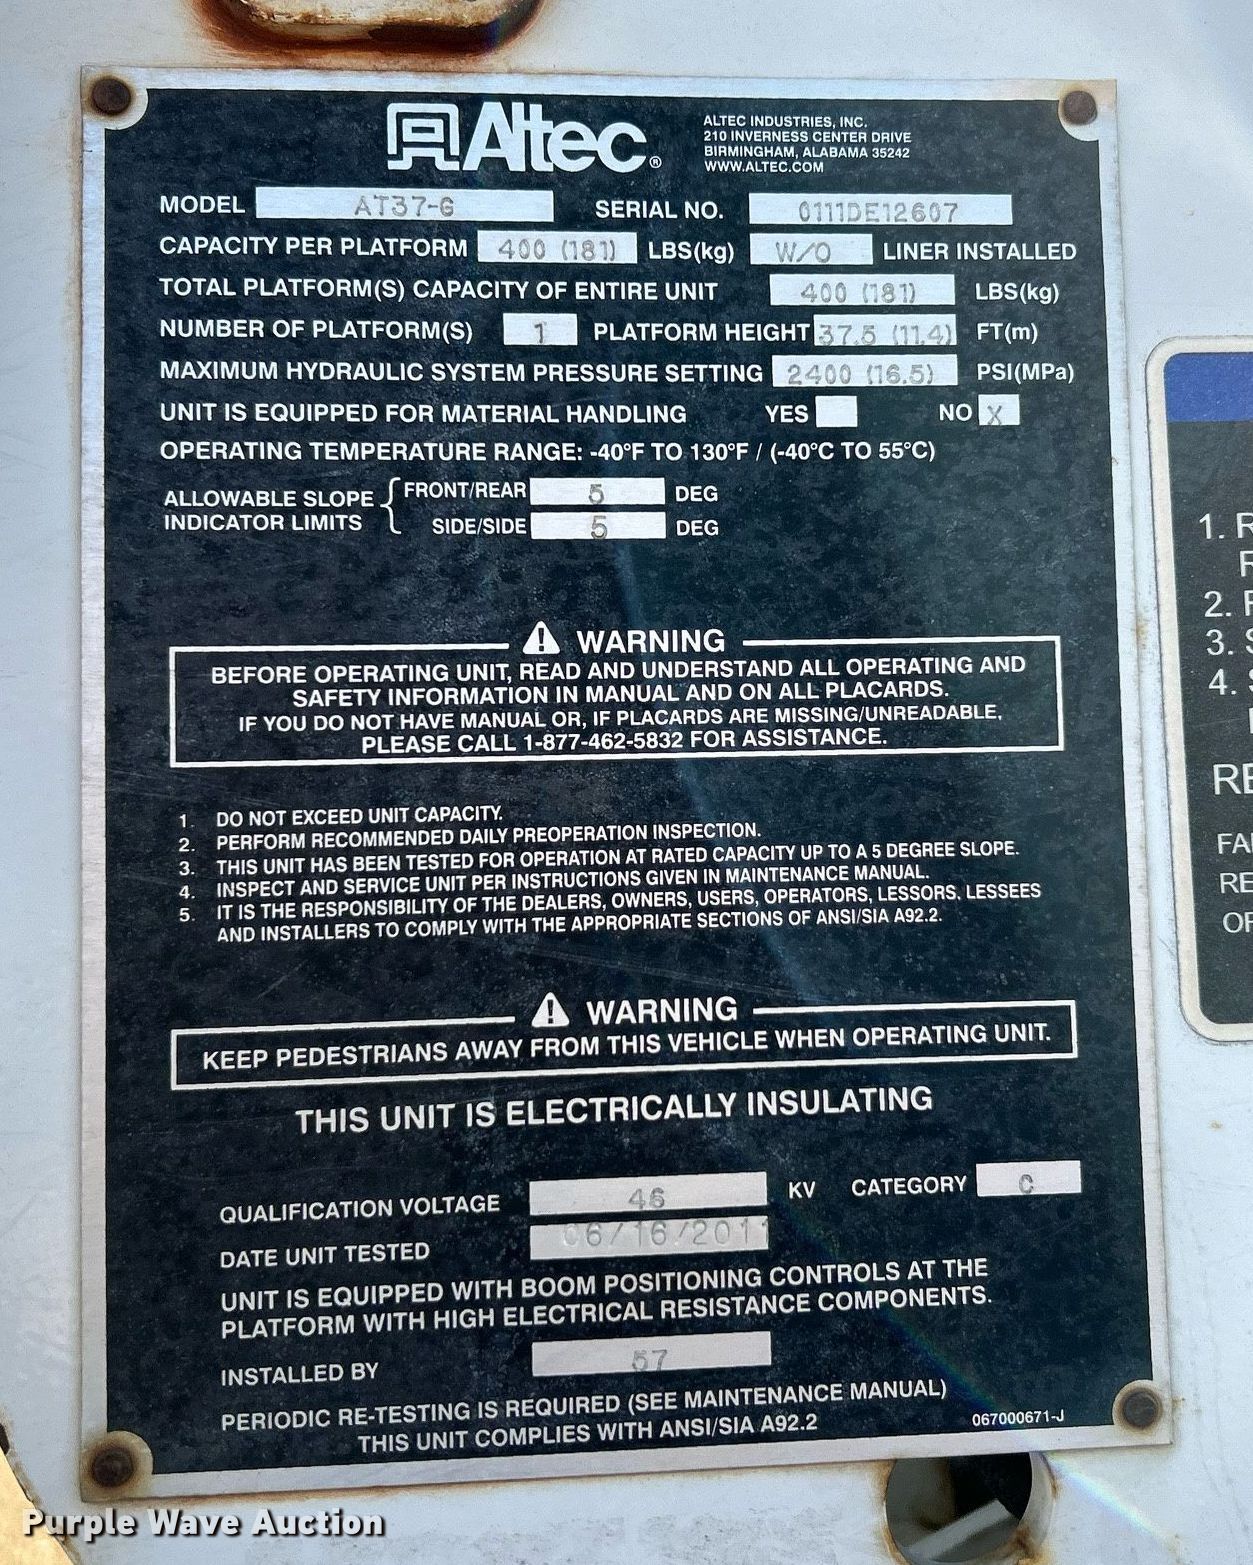 Altec®
ALTEC INDUSTRIES, INC.
210 INVERNESS CENTER DRIVE
BIRMINGHAM, ALABAMA 35242
WWW.ALTEC.COM
MODEL AT37-G SERIAL NO. 0111DE12607
CAPACITY PER PLATFORM 400 (181) LBS(kg) W/O LINER INSTALLED
TOTAL PLATFORM(S) CAPACITY OF ENTIRE UNIT 400 (181) LBS(kg)
NUMBER OF PLATFORM(S) 1 PLATFORM HEIGHT 37.5 (11.4) FT(m)
MAXIMUM HYDRAULIC SYSTEM PRESSURE SETTING 2400 (16.5) PSI(MPa)
UNIT IS EQUIPPED FOR MATERIAL HANDLING YES NO X
OPERATING TEMPERATURE RANGE: -40°F TO 130°F / (-40°C TO 55°C)
ALLOWABLE SLOPE INDICATOR LIMITS
FRONT/REAR 5 DEG
SIDE/SIDE 5 DEG
⚠ WARNING
BEFORE OPERATING UNIT, READ AND UNDERSTAND ALL OPERATING AND
SAFETY INFORMATION IN MANUAL AND ON ALL PLACARDS.
IF YOU DO NOT HAVE MANUAL OR, IF PLACARDS ARE MISSING/UNREADABLE,
PLEASE CALL 1-877-462-5832 FOR ASSISTANCE.
1. DO NOT EXCEED UNIT CAPACITY.
2. PERFORM RECOMMENDED DAILY PREOPERATION INSPECTION.
3. THIS UNIT HAS BEEN TESTED FOR OPERATION AT RATED CAPACITY UP TO A 5 DEGREE SLOPE.
4. INSPECT AND SERVICE UNIT PER INSTRUCTIONS GIVEN IN MAINTENANCE MANUAL.
5. IT IS THE RESPONSIBILITY OF THE DEALERS, OWNERS, USERS, OPERATORS, LESSORS, LESSEES
AND INSTALLERS TO COMPLY WITH THE APPROPRIATE SECTIONS OF ANSI/SIA A92.2.
⚠ WARNING
KEEP PEDESTRIANS AWAY FROM THIS VEHICLE WHEN OPERATING UNIT.
THIS UNIT IS ELECTRICALLY INSULATING
QUALIFICATION VOLTAGE 46 KV CATEGORY C
DATE UNIT TESTED 06/16/2011
UNIT IS EQUIPPED WITH BOOM POSITIONING CONTROLS AT THE
PLATFORM WITH HIGH ELECTRICAL RESISTANCE COMPONENTS.
INSTALLED BY 57
PERIODIC RE-TESTING IS REQUIRED (SEE MAINTENANCE MANUAL)
THIS UNIT COMPLIES WITH ANSI/SIA A92.2
067000671-J
1.
2.
3.
4.
Purple Wave Auction